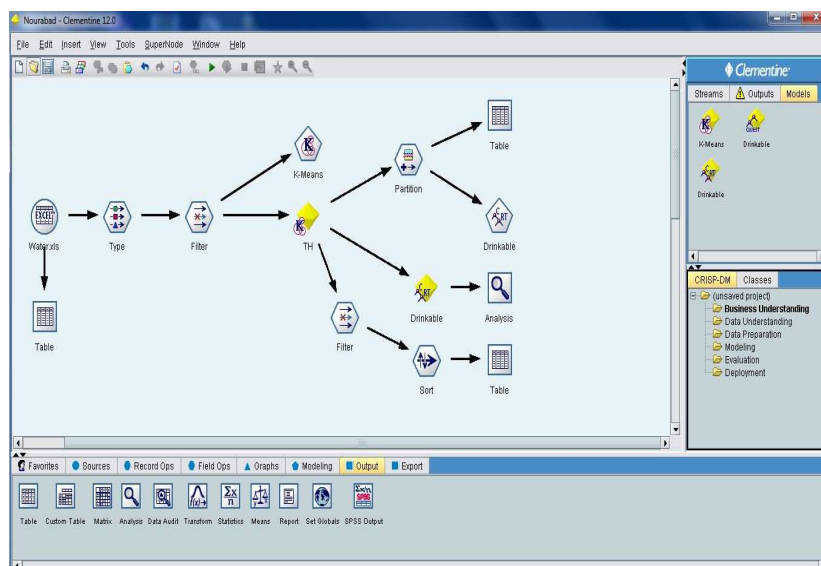 Nourabad - Clementine 12.0
File Edit Insert View Tools SuperNode Window Help
Clementine
Streams Outputs Models
K-Means Drinkable
Drinkable
Table
K-Means
Partition
EXCEL
Water.xls Type Filter TH Drinkable
Drinkable Analysis
Table Filter
Sort Table
CRISP-DM Classes
(unsaved project)
Business Understanding
Data Understanding
Data Preparation
Modeling
Evaluation
Deployment
Favorites Sources Record Ops Field Ops Graphs Modeling Output Export
Table Custom Table Matrix Analysis Data Audit Transform Statistics Means Report Set Globals SPSS Output